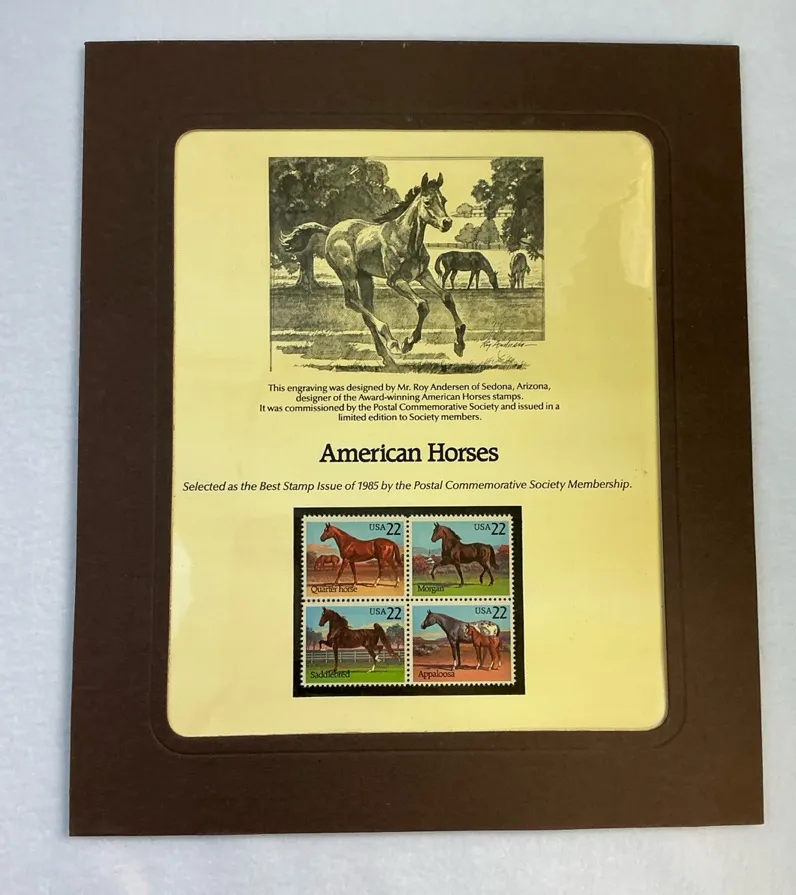 Roy Andersen
This engraving was designed by Mr. Roy Andersen of Sedona, Arizona,
designer of the Award-winning American Horses stamps.
It was commissioned by the Postal Commemorative Society and issued in a
limited edition to Society members.
American Horses
Selected as the Best Stamp Issue of 1985 by the Postal Commemorative Society Membership.
USA 22
Quarter horse
USA 22
Morgan
USA 22
Saddlebred
USA 22
Appaloosa